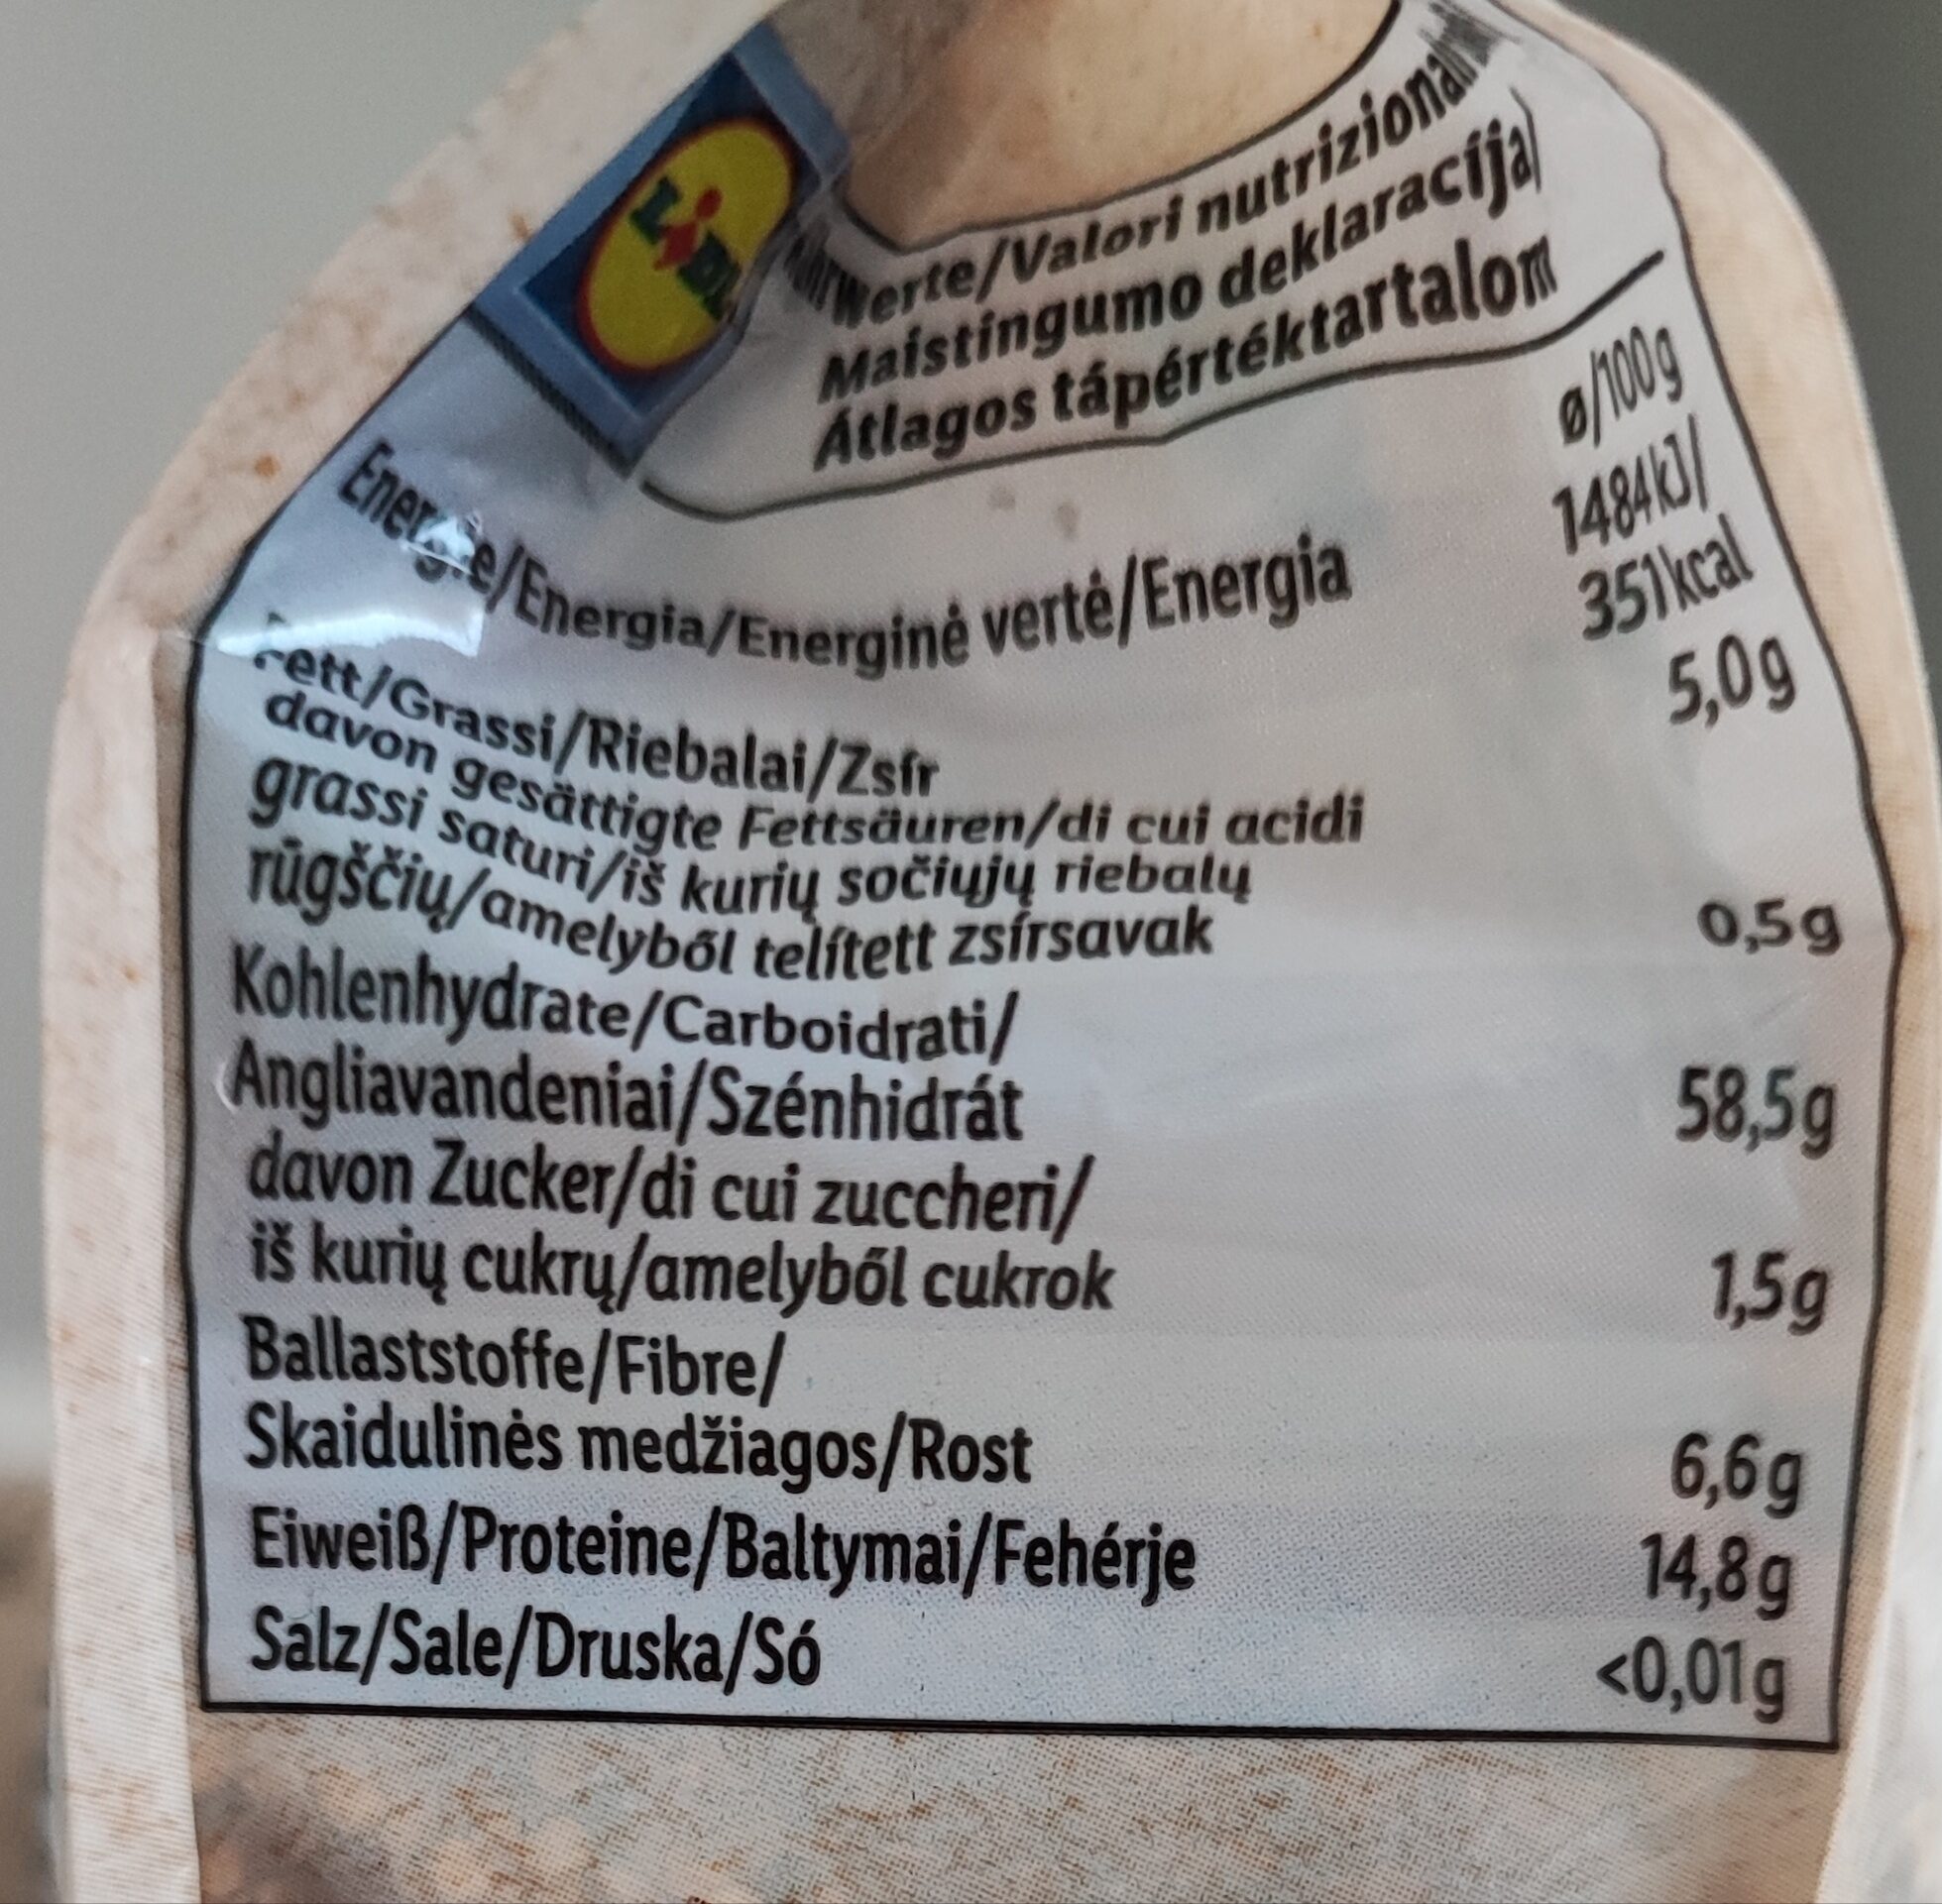 LiDL
Valori nutrizionali
Maistingumo deklaracija
Átlagos tápértéktartalom
ø/100g
Energie/Energia/Energinė vertė/Energia
1484kJ/
351kcal
Fett/Grassi/Riebalai/Zsír
5,0g
davon gesättigte Fettsäuren/di cui acidi
grassi saturi/iš kurių sočiųjų riebalų
rūgščių/amelyből telített zsírsavak
0,5g
Kohlenhydrate/Carboidrati/
Angliavandeniai/Szénhidrát
58,5g
davon Zucker/di cui zuccheri/
iš kurių cukrų/amelyből cukrok
1,5g
Ballaststoffe/Fibre/
Skaidulinės medžiagos/Rost
6,6g
Eiweiß/Proteine/Baltymai/Fehérje
14,8g
Salz/Sale/Druska/Só
<0,01g